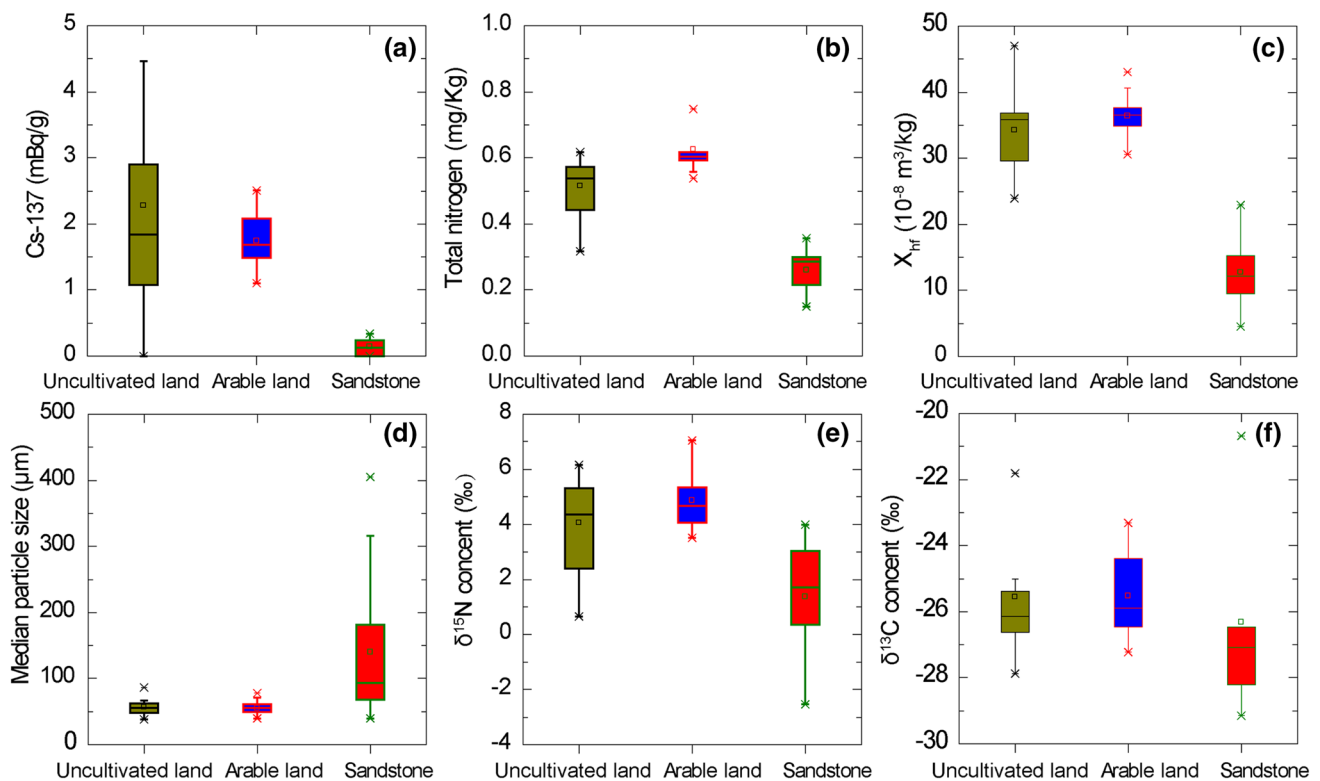 (a)
Cs-137 (mBq/g)
5
4
3
2
1
0
Uncultivated land Arable land Sandstone
(b)
Total nitrogen (mg/Kg)
1.0
0.8
0.6
0.4
0.2
0.0
Uncultivated land Arable land Sandstone
(c)
Xhf (10-8 m3/kg)
50
40
30
20
10
0
Uncultivated land Arable land Sandstone
(d)
Median particle size (μm)
500
400
300
200
100
0
Uncultivated land Arable land Sandstone
(e)
δ15N concent (‰)
8
6
4
2
0
-2
-4
Uncultivated land Arable land Sandstone
(f)
δ13C concent (‰)
-20
-22
-24
-26
-28
-30
Uncultivated land Arable land Sandstone